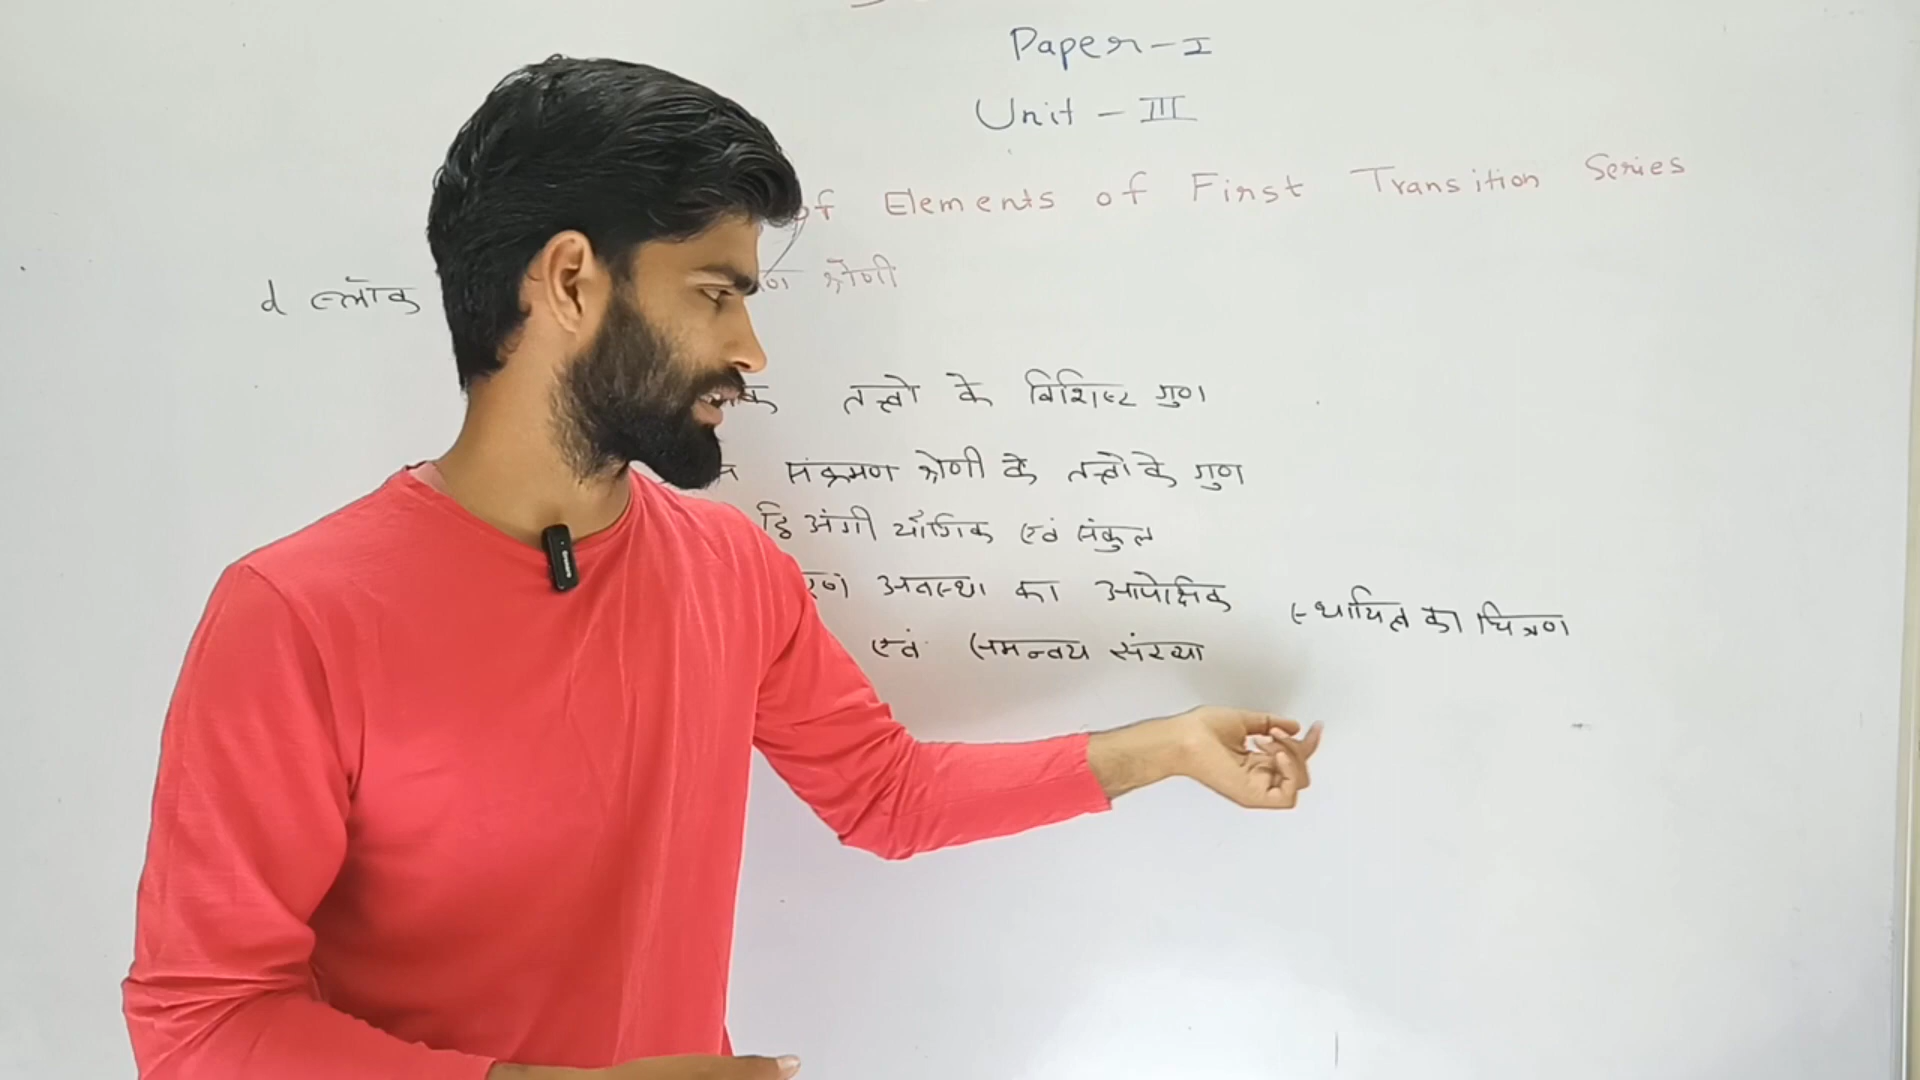 Paper - I
Unit - III
of Elements of First Transition Series
d ब्लॉक श्रेणी
तत्वो के विशिष्ट गुण
संक्रमण श्रेणी के तत्वो के गुण
द्विअंगी यौगिक एवं संकुल
अवस्था का आपेक्षिक स्थायित्व का चित्रण
एवं समन्वय संख्या